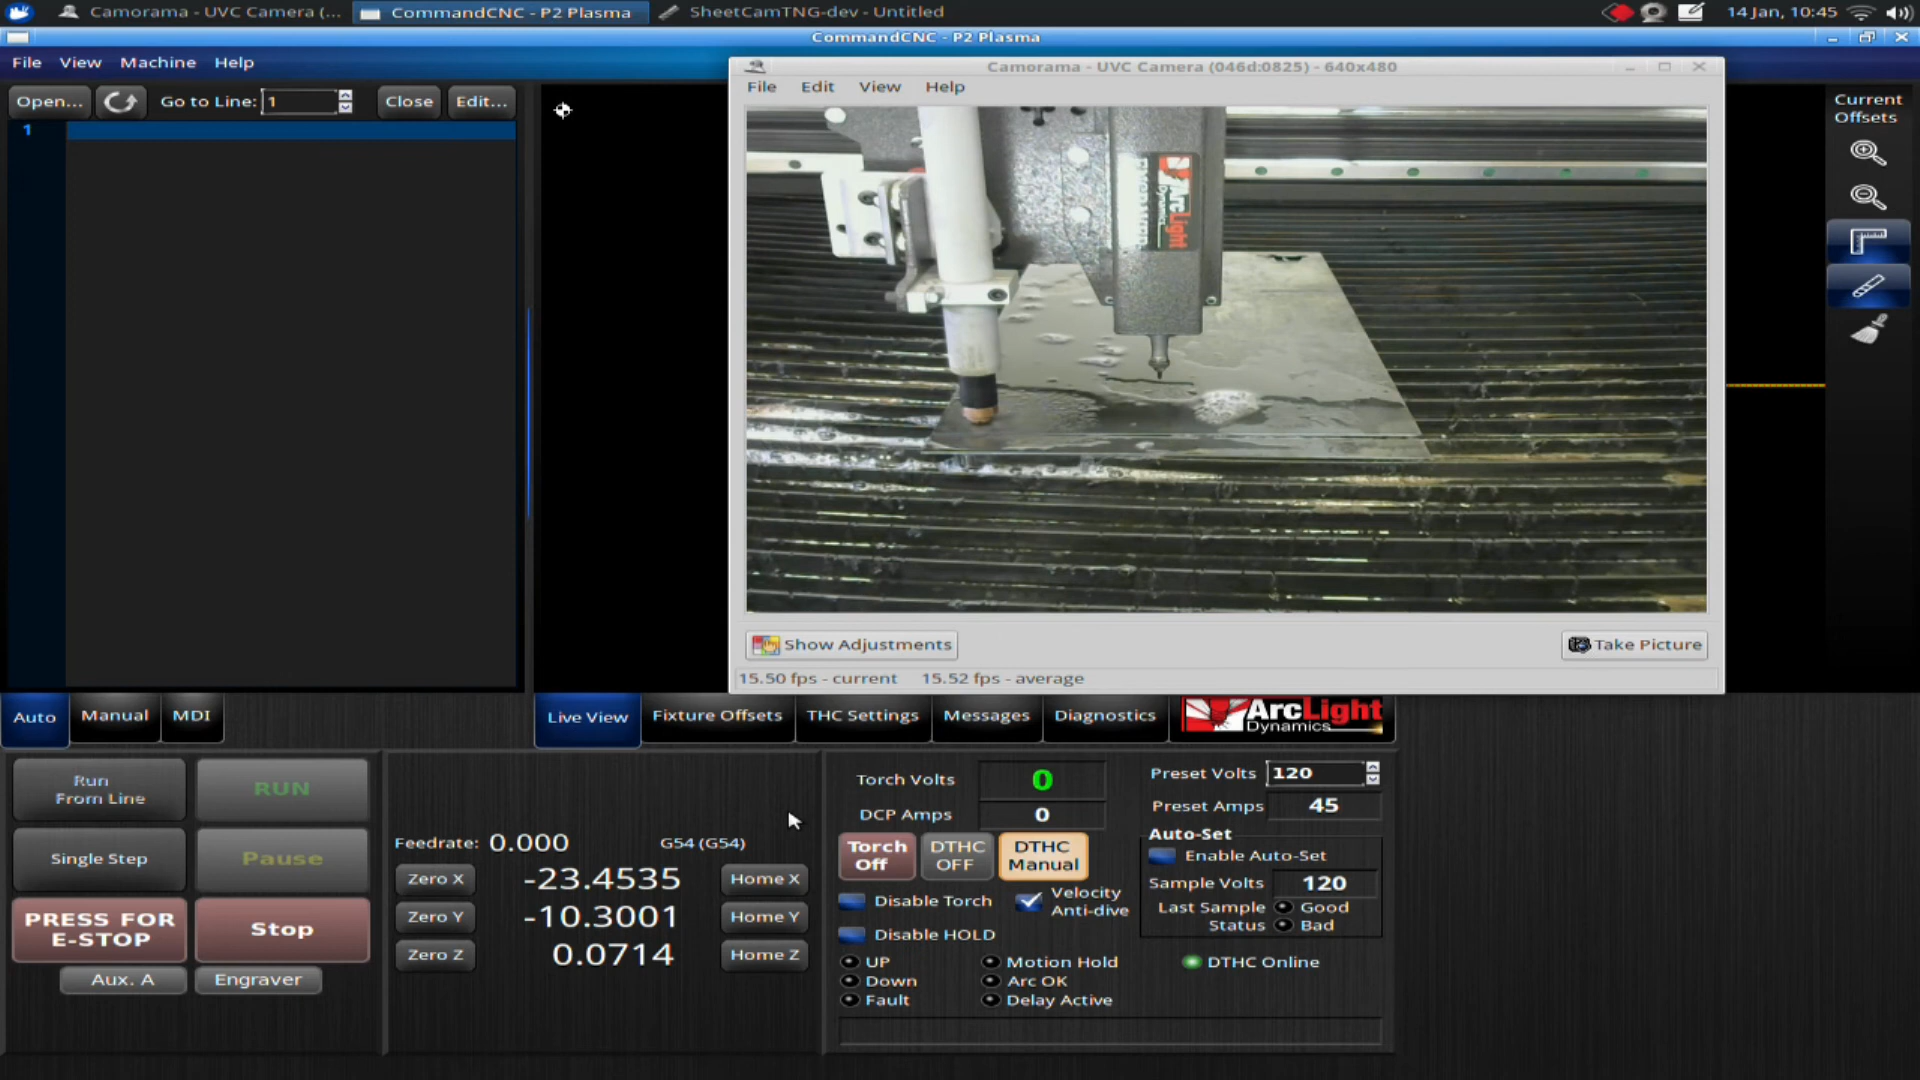 Camorama - UVC Camera (...
CommandCNC - P2 Plasma
SheetCamTNG-dev - Untitled
14 Jan, 10:45
CommandCNC - P2 Plasma
File View Machine Help
Camorama - UVC Camera (046d:0825) - 640x480
File Edit View Help
Open... Go to Line: 1 Close Edit...
1
Current
Offsets
ArcLight
Dynamics
Show Adjustments
Take Picture
15.50 fps - current 15.52 fps - average
Auto Manual MDI
Live View Fixture Offsets THC Settings Messages Diagnostics
ArcLight
Dynamics
Run
From Line
RUN
Single Step
Pause
PRESS FOR
E-STOP
Stop
Aux. A
Engraver
Feedrate: 0.000 G54 (G54)
Zero X -23.4535 Home X
Zero Y -10.3001 Home Y
Zero Z 0.0714 Home Z
Torch Volts 0
DCP Amps 0
Torch
Off
DTHC
OFF
DTHC
Manual
Disable Torch
Velocity
Anti-dive
Disable HOLD
UP
Down
Fault
Motion Hold
Arc OK
Delay Active
Preset Volts 120
Preset Amps 45
Auto-Set
Enable Auto-Set
Sample Volts 120
Last Sample Good
Status Bad
DTHC Online